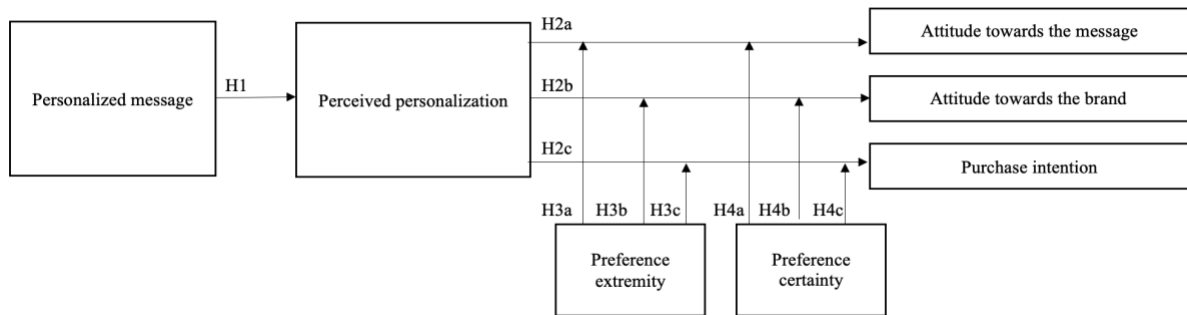 H2a
Attitude towards the message
Personalized message
H1
Perceived personalization
H2b
Attitude towards the brand
H2c
Purchase intention
H3a
H3b
H3c
H4a
H4b
H4c
Preference
extremity
Preference
certainty